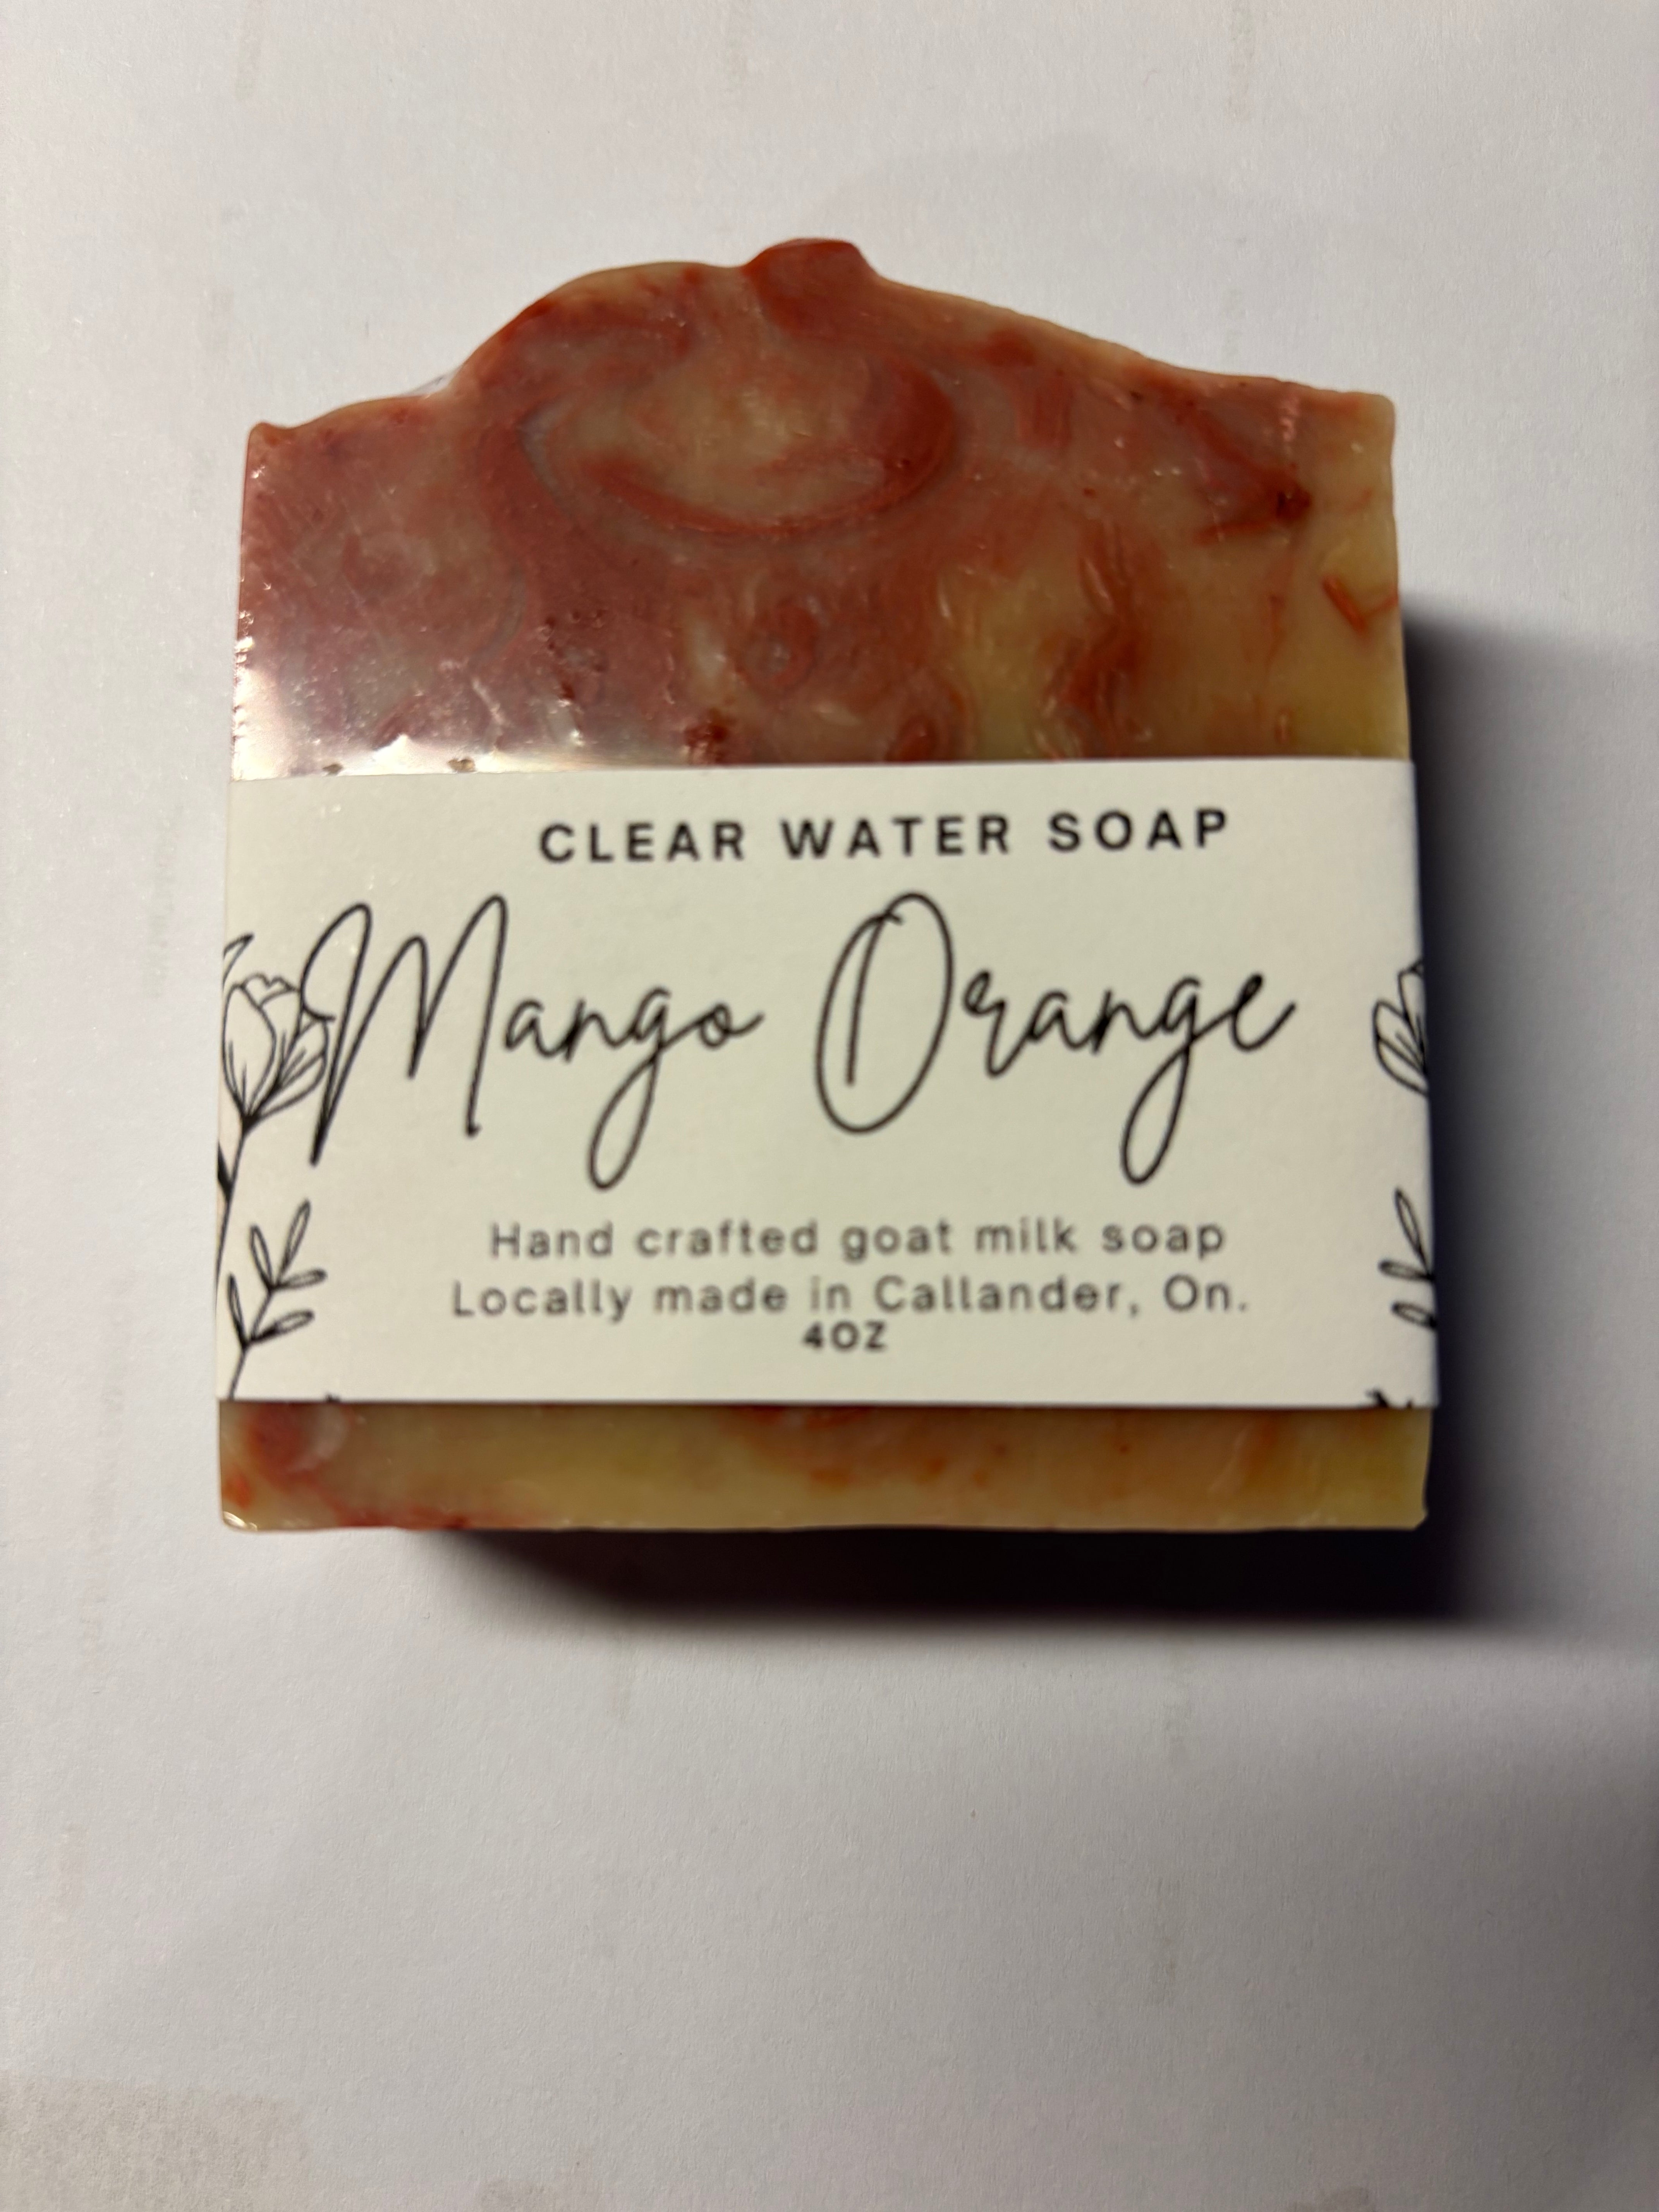 CLEAR WATER SOAP
Mango Orange
Hand crafted goat milk soap
Locally made in Callander, On.
4OZ